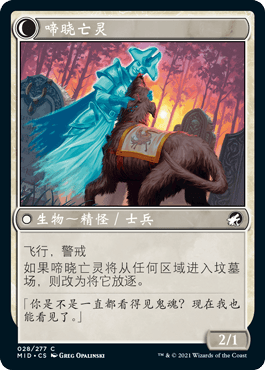 啼晓亡灵
生物～精怪／士兵
飞行，警戒
如果啼晓亡灵将从任何区域进入坟墓
场，则改为将它放逐。
「你是不是一直都看得见鬼魂？现在我也
能看见了。」
2/1
028/277 C
MID • CS GREG OPALINSKI
™ & © 2021 Wizards of the Coast